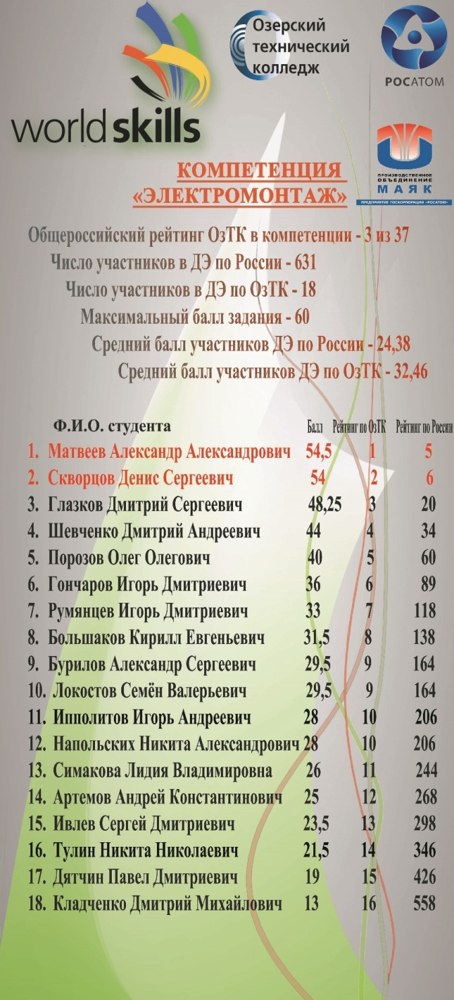 Озерский
технический
колледж
РОСАТОМ
world skills
ПРОИЗВОДСТВЕННОЕ
ОБЪЕДИНЕНИЕ
МАЯК
ПРЕДПРИЯТИЕ ГОСКОРПОРАЦИИ «РОСАТОМ»
КОМПЕТЕНЦИЯ
«ЭЛЕКТРОМОНТАЖ»
Общероссийский рейтинг ОзТК в компетенции - 3 из 37
Число участников в ДЭ по России - 631
Число участников в ДЭ по ОзТК - 18
Максимальный балл задания - 60
Средний балл участников ДЭ по России - 24,38
Средний балл участников ДЭ по ОзТК - 32,46
Ф.И.О. студента Балл Рейтинг по ОзТК Рейтинг по России
1. Матвеев Александр Александрович 54,5 1 5
2. Скворцов Денис Сергеевич 54 2 6
3. Глазков Дмитрий Сергеевич 48,25 3 20
4. Шевченко Дмитрий Андреевич 44 4 34
5. Порозов Олег Олегович 40 5 60
6. Гончаров Игорь Дмитриевич 36 6 89
7. Румянцев Игорь Дмитриевич 33 7 118
8. Большаков Кирилл Евгеньевич 31,5 8 138
9. Бурилов Александр Сергеевич 29,5 9 164
10. Локостов Семён Валерьевич 29,5 9 164
11. Ипполитов Игорь Андреевич 28 10 206
12. Напольских Никита Александрович 28 10 206
13. Симакова Лидия Владимировна 26 11 244
14. Артемов Андрей Константинович 25 12 268
15. Ивлев Сергей Дмитриевич 23,5 13 298
16. Тулин Никита Николаевич 21,5 14 346
17. Дятчин Павел Дмитриевич 19 15 426
18. Кладченко Дмитрий Михайлович 13 16 558